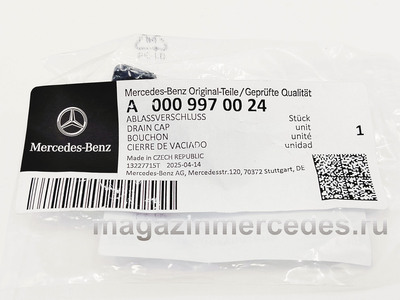 Mercedes-Benz Original-Teile/Geprüfte Qualität
A 000 997 00 24
ABLASSVERSCHLUSS Stück
DRAIN CAP unit
BOUCHON unité 1
CIERRE DE VACIADO unidad
Made in CZECH REPUBLIC
13227715T 2025-04-14
Mercedes-Benz AG, Mercedesstr.120, 70372 Stuttgart, DE
Mercedes-Benz
magazinmercedes.ru